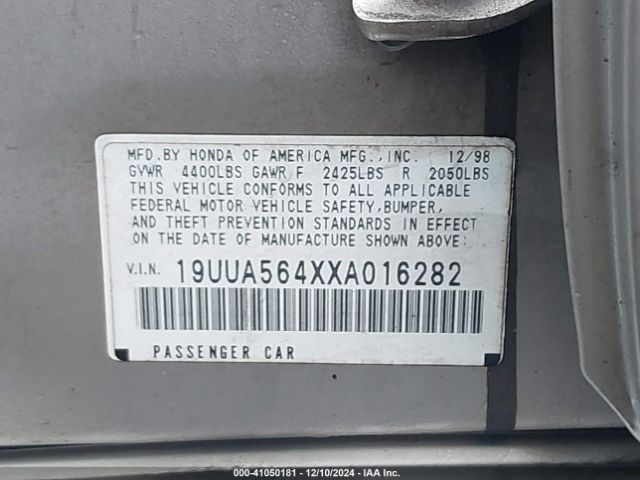 MFD.BY HONDA OF AMERICA MFG.,INC. 12/98
GVWR 4400LBS GAWR F 2425LBS R 2050LBS
THIS VEHICLE CONFORMS TO ALL APPLICABLE
FEDERAL MOTOR VEHICLE SAFETY,BUMPER,
AND THEFT PREVENTION STANDARDS IN EFFECT
ON THE DATE OF MANUFACTURE SHOWN ABOVE.
V.I.N. 19UUA564XXA016282
PASSENGER CAR
000-41050181 - 12/10/2024 - IAA Inc.